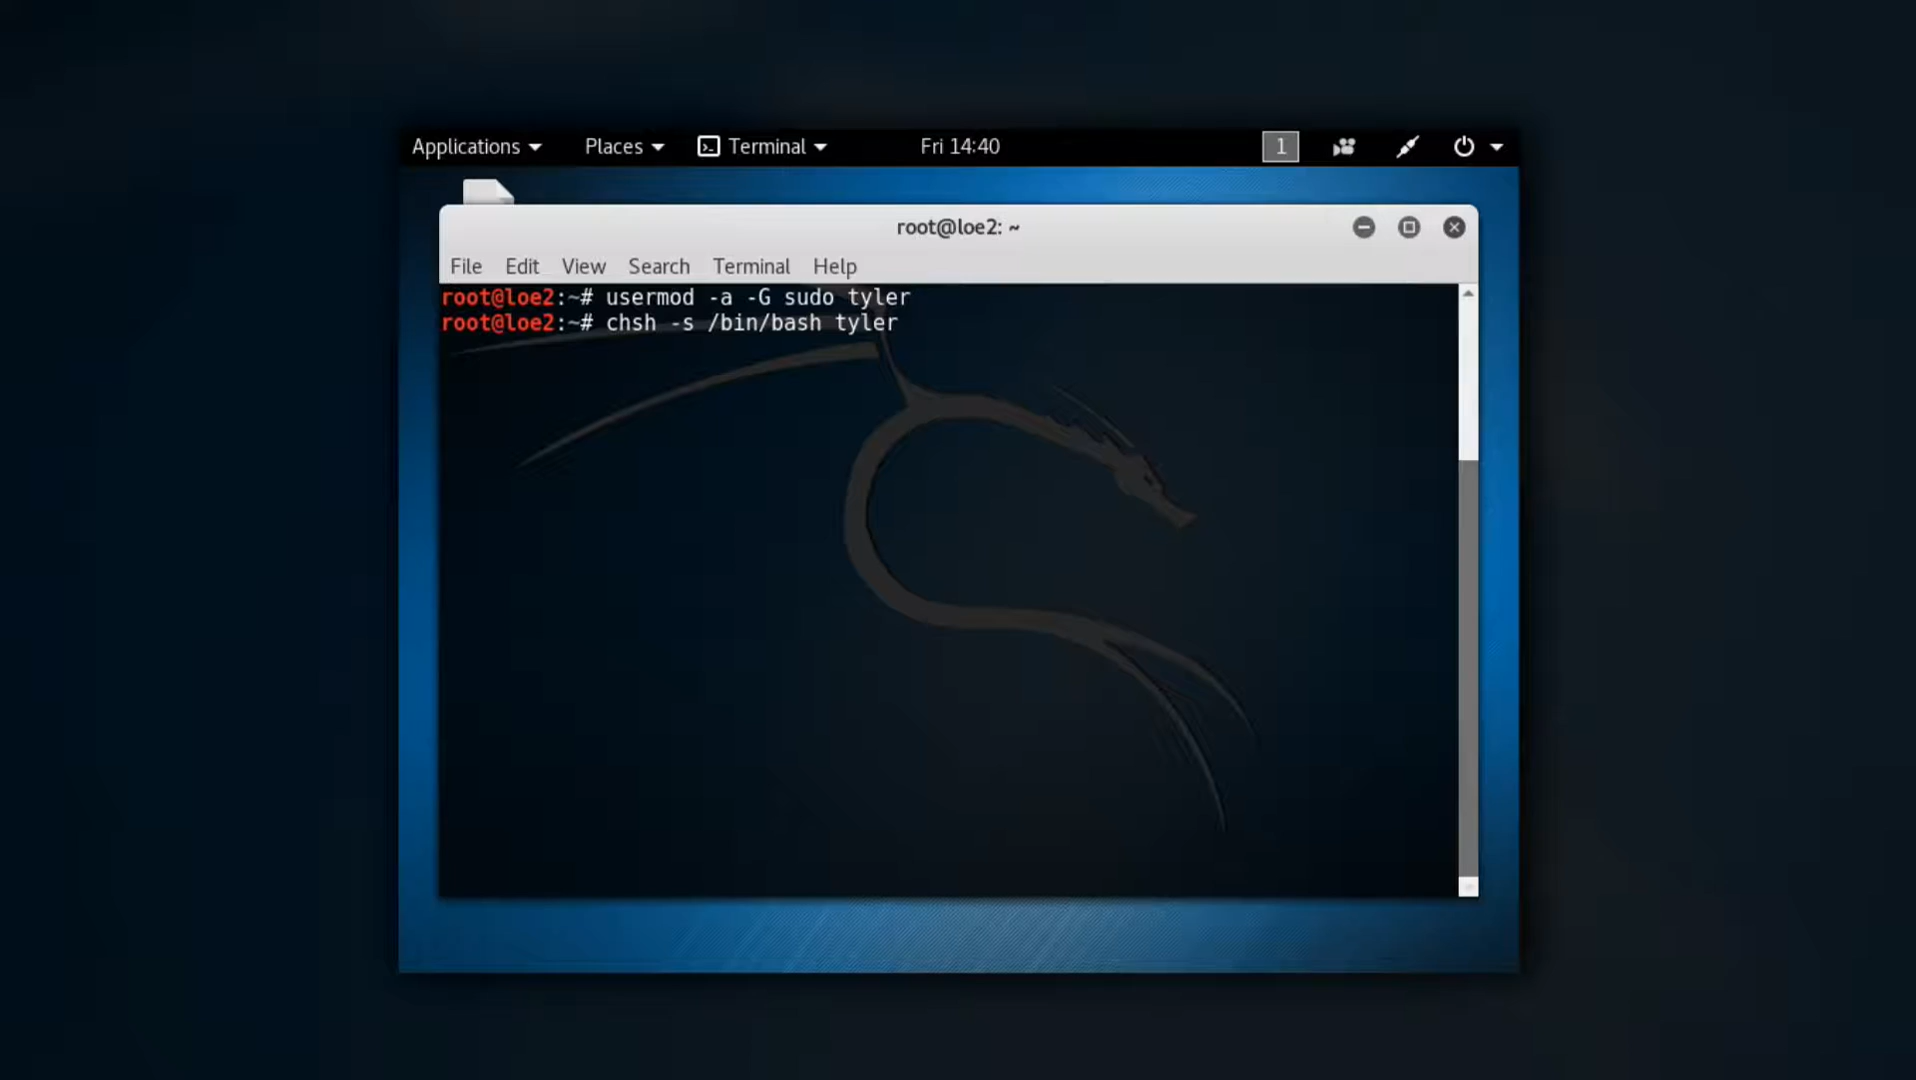 Applications Places Terminal Fri 14:40 1
root@loe2: ~
File Edit View Search Terminal Help
root@loe2:~# usermod -a -G sudo tyler
root@loe2:~# chsh -s /bin/bash tyler